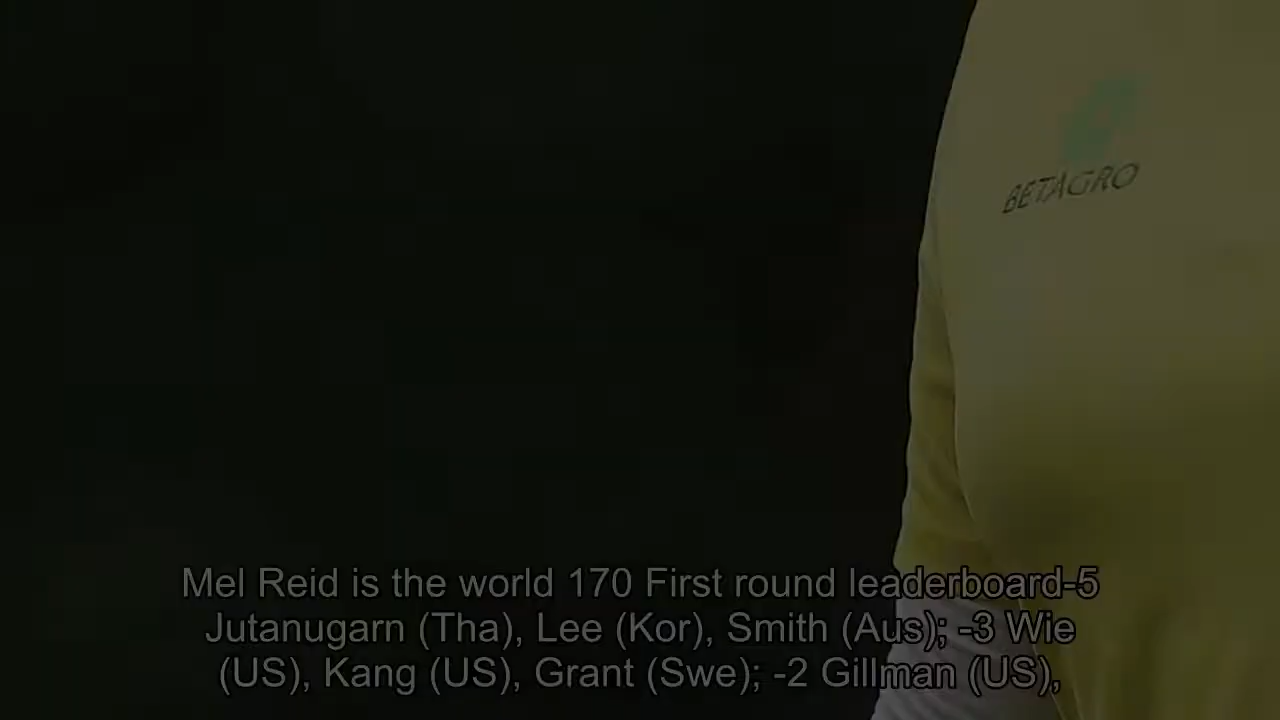 BETAGRO
Mel Reid is the world 170 First round leaderboard-5
Jutanugarn (Tha), Lee (Kor), Smith (Aus); -3 Wie
(US), Kang (US), Grant (Swe); -2 Gillman (US),